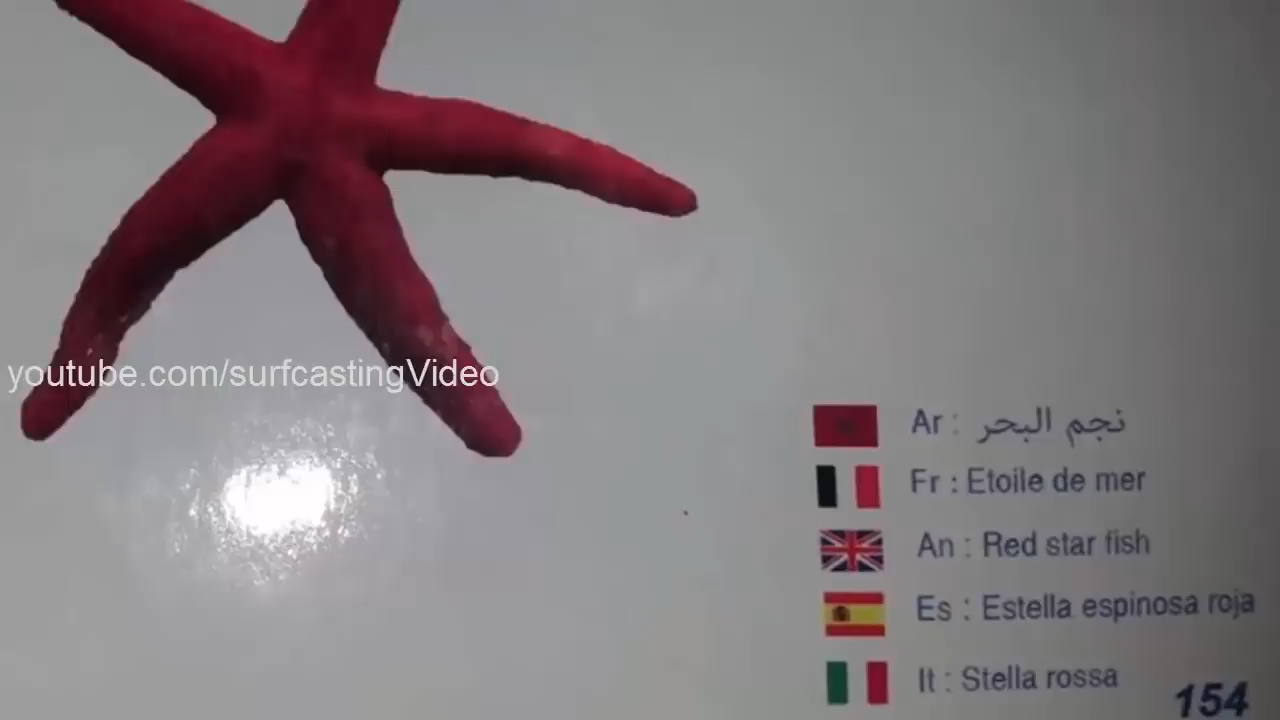 youtube.com/surfcastingVideo
Ar : نجم البحر
Fr : Etoile de mer
An : Red star fish
Es : Estella espinosa roja
It : Stella rossa
154